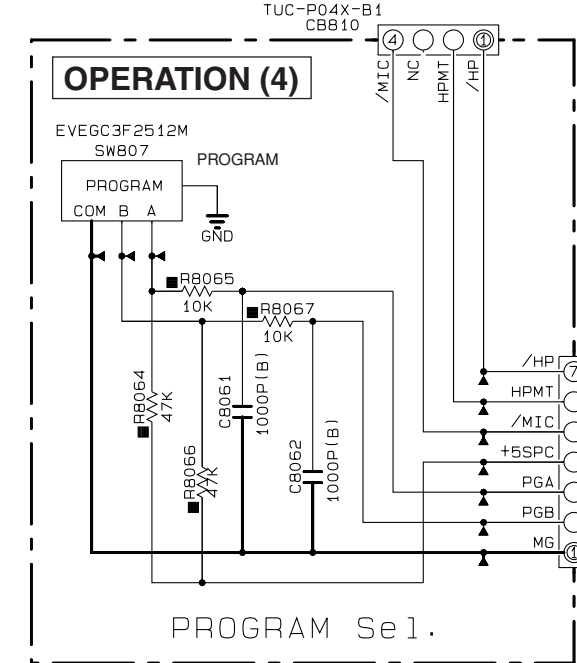 TUC-P04X-B1
CB810
4
1
/MIC
NC
HPMT
/HP
OPERATION (4)
EVEGC3F2512M
SW807
PROGRAM
PROGRAM
COM B A
GND
R8065
10K
R8067
10K
R8064
47K
C8061
1000P(B)
R8066
47K
C8062
1000P(B)
/HP
7
HPMT
/MIC
+5SPC
PGA
PGB
MG
1
PROGRAM Sel.